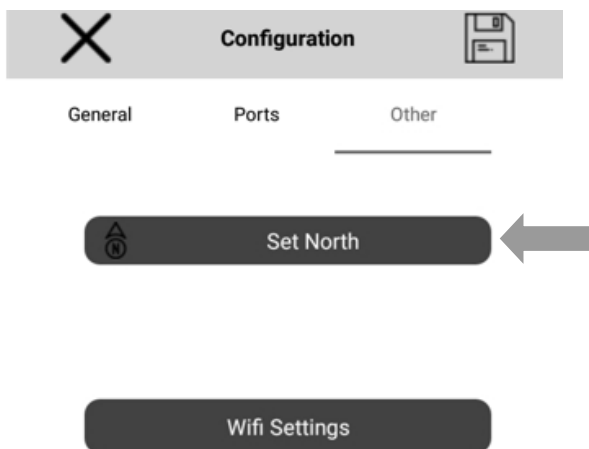 Configuration
General Ports Other
N Set North
Wifi Settings